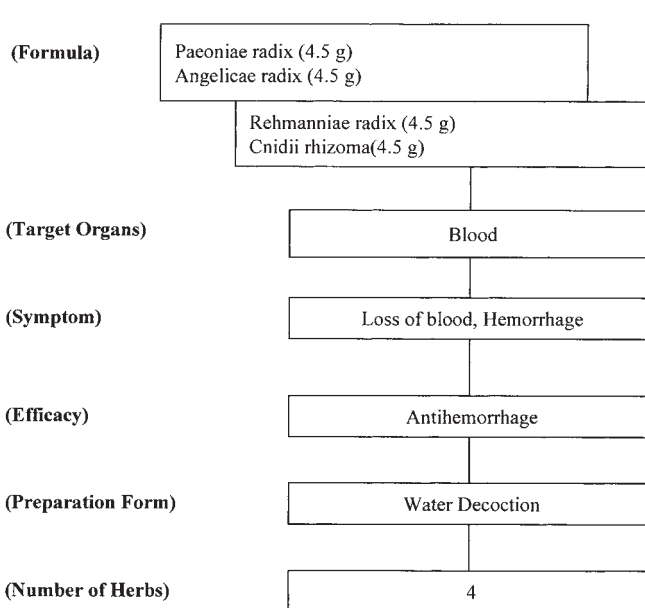 (Formula)
Paeoniae radix (4.5 g)
Angelicae radix (4.5 g)
Rehmanniae radix (4.5 g)
Cnidii rhizoma(4.5 g)
(Target Organs)
Blood
(Symptom)
Loss of blood, Hemorrhage
(Efficacy)
Antihemorrhage
(Preparation Form)
Water Decoction
(Number of Herbs)
4